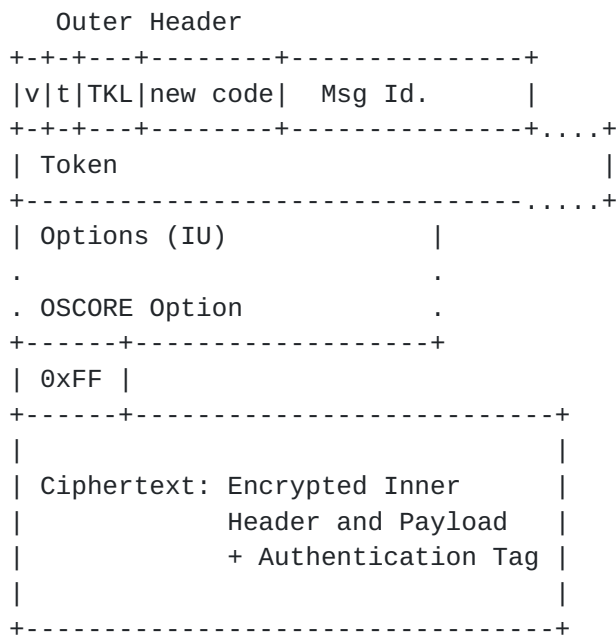 Outer Header
+-+-+---+--------+---------------+
|v|t|TKL|new code|  Msg Id.      |
+-+-+---+--------+---------------+....+
| Token                               |
+--------------------------------.....+
| Options (IU)             |
.                          .
. OSCORE Option            .
+------+-------------------+
| 0xFF |
+------+---------------------------+
|                                  |
| Ciphertext: Encrypted Inner      |
|             Header and Payload   |
|             + Authentication Tag |
|                                  |
+----------------------------------+